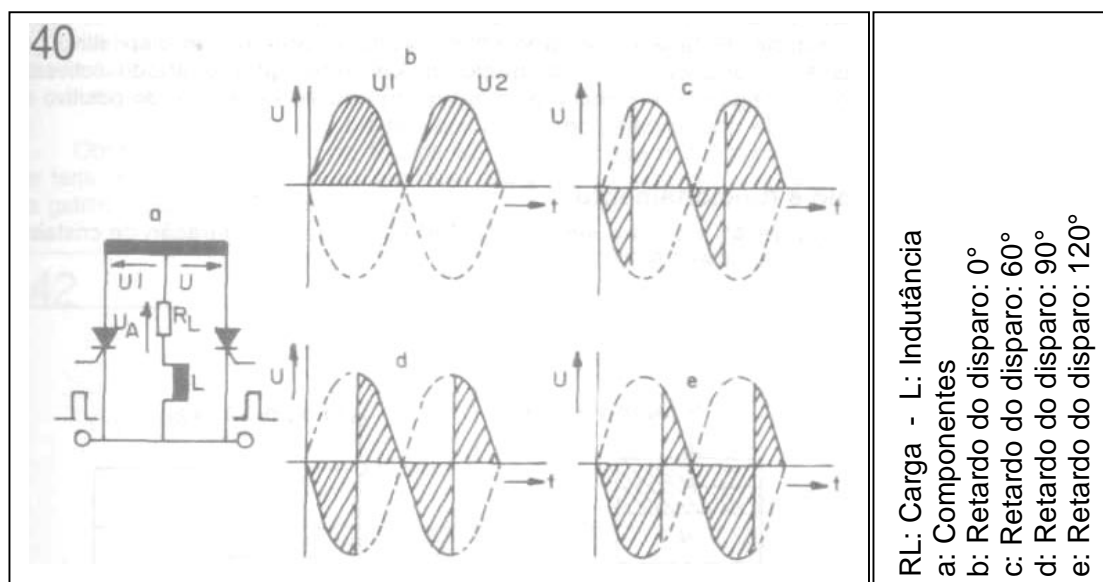 40
b
U1 U2
U
t
c
U
t
a
U1 U
UA RL
L
d
U
t
e
U
t
42
RL: Carga - L: Indutância
a: Componentes
b: Retardo do disparo: 0°
c: Retardo do disparo: 60°
d: Retardo do disparo: 90°
e: Retardo do disparo: 120°